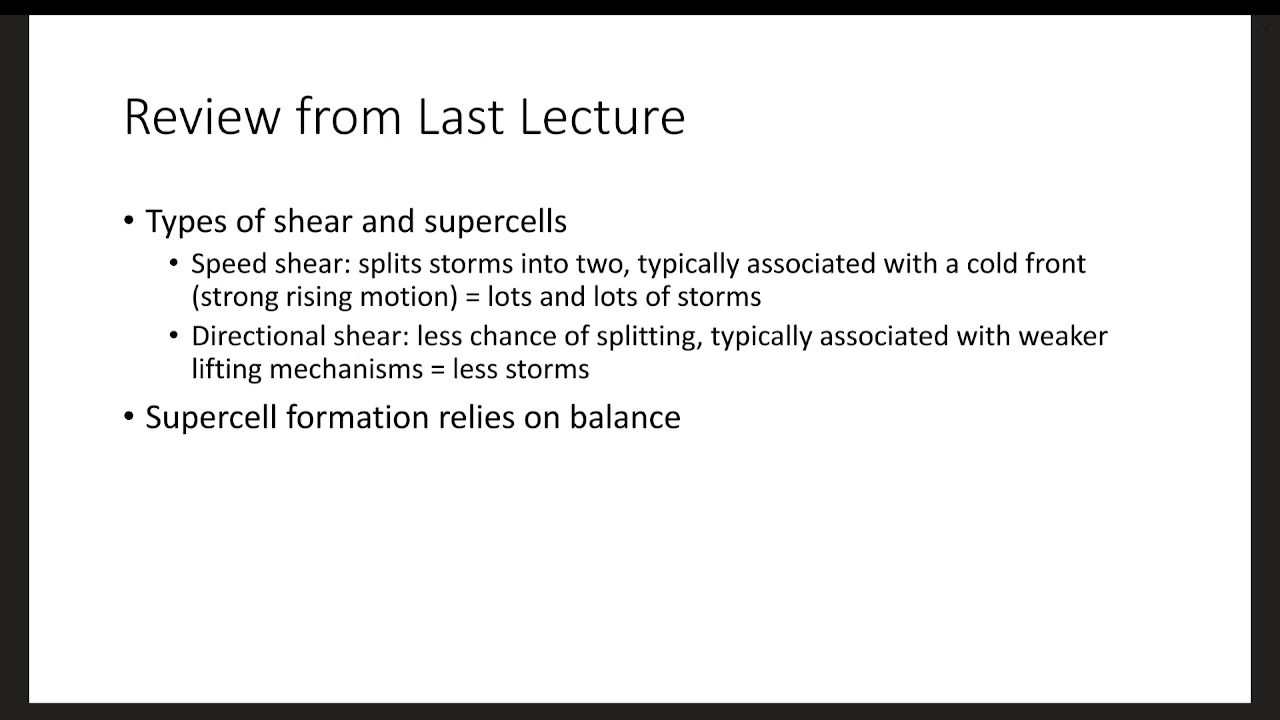 Review from Last Lecture
• Types of shear and supercells
• Speed shear: splits storms into two, typically associated with a cold front
(strong rising motion) = lots and lots of storms
• Directional shear: less chance of splitting, typically associated with weaker
lifting mechanisms = less storms
• Supercell formation relies on balance